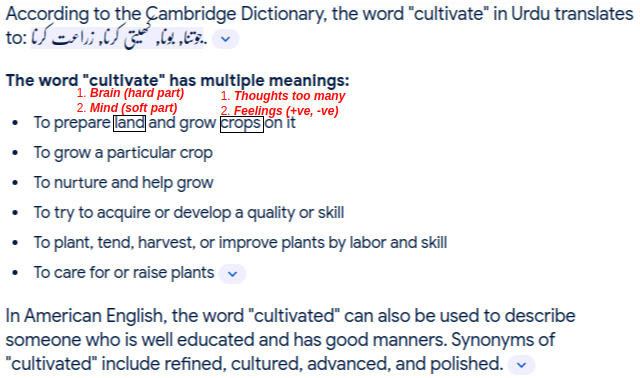 According to the Cambridge Dictionary, the word "cultivate" in Urdu translates
to: جوتنا, بونا, کھیتی کرنا, زراعت کرنا.
The word "cultivate" has multiple meanings:
1. Brain (hard part)
2. Mind (soft part)
1. Thoughts too many
2. Feelings (+ve, -ve)
• To prepare land and grow crops on it
• To grow a particular crop
• To nurture and help grow
• To try to acquire or develop a quality or skill
• To plant, tend, harvest, or improve plants by labor and skill
• To care for or raise plants
In American English, the word "cultivated" can also be used to describe
someone who is well educated and has good manners. Synonyms of
"cultivated" include refined, cultured, advanced, and polished.